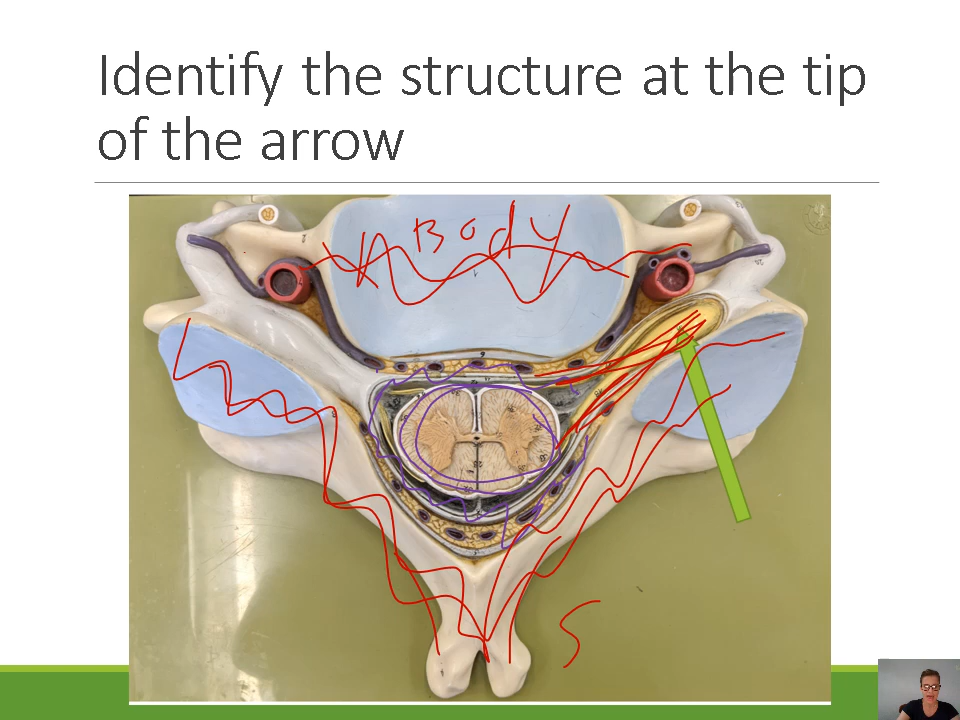 Identify the structure at the tip
of the arrow
Body
S